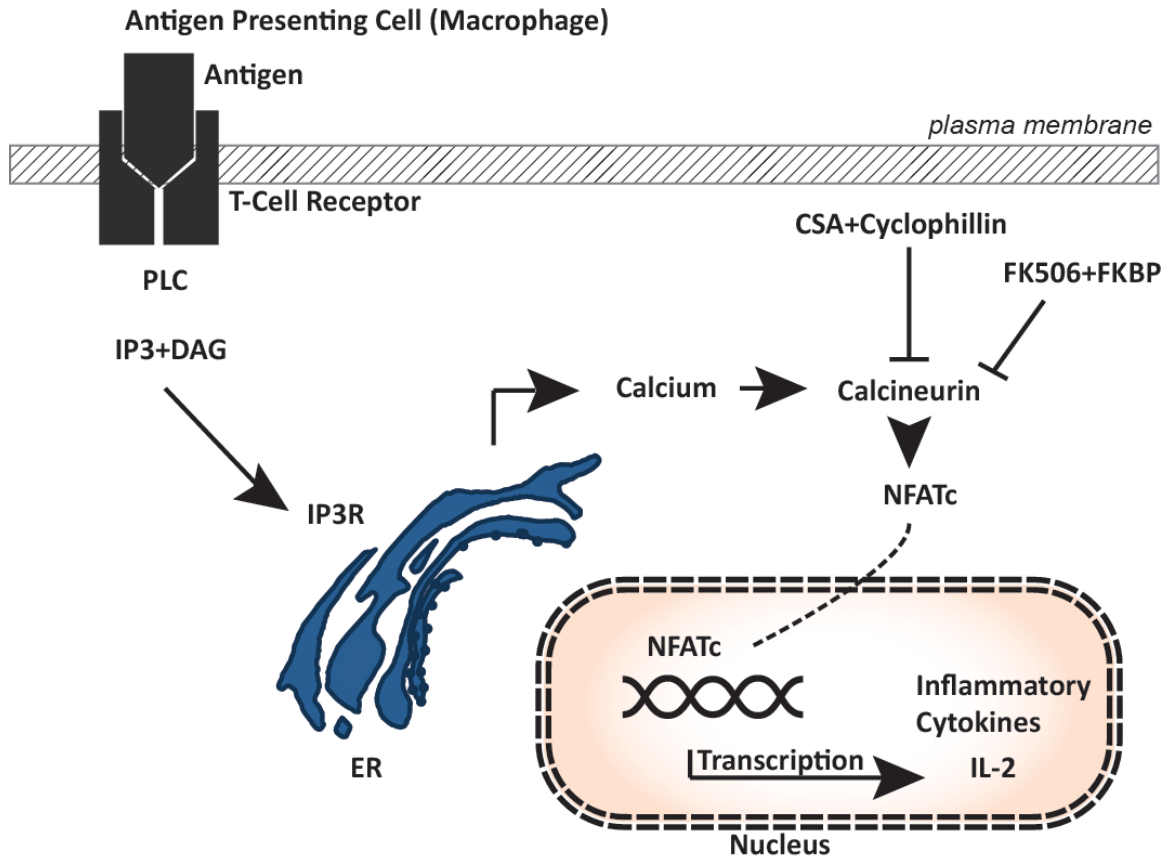 Antigen Presenting Cell (Macrophage)
Antigen
plasma membrane
T-Cell Receptor
CSA+Cyclophillin
PLC
FK506+FKBP
IP3+DAG
Calcium
Calcineurin
NFATc
IP3R
NFATc
Inflammatory
Cytokines
Transcription
IL-2
ER
Nucleus